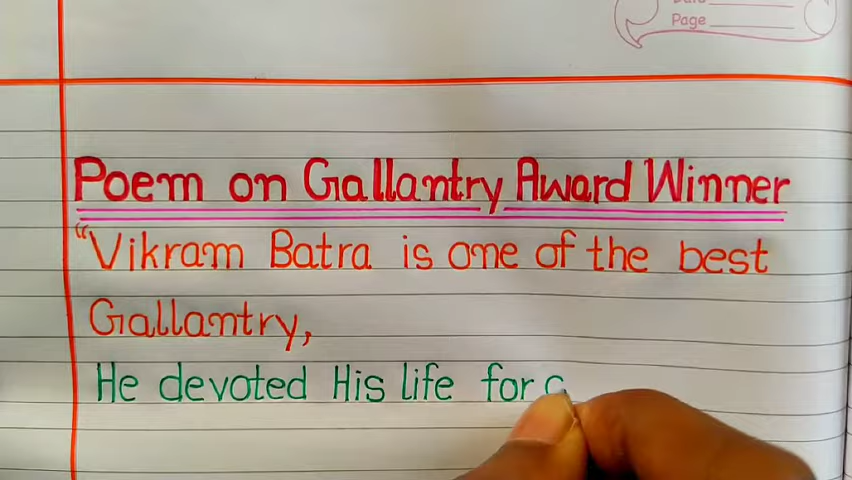 Page
Poem on Gallantry Award Winner
“Vikram Batra is one of the best
Gallantry,
He devoted His life for